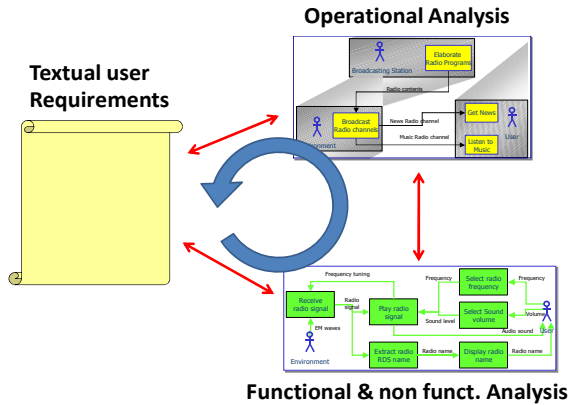 Operational Analysis
Textual user
Requirements
Elaborate
Radio Programs
Broadcasting Station
Radio contents
Broadcast
Radio channels
News Radio channel
Music Radio channel
Get News
User
Listen to
Music
ironment
Frequency tuning
Receive
radio signal
Radio
signal
Play radio
signal
Frequency
Select radio
frequency
Frequency
Select Sound
volume
Volume
Sound level
Audio sound
User
EM waves
Environment
Extract radio
RDS name
Radio name
Display radio
name
Radio name
Functional & non funct. Analysis